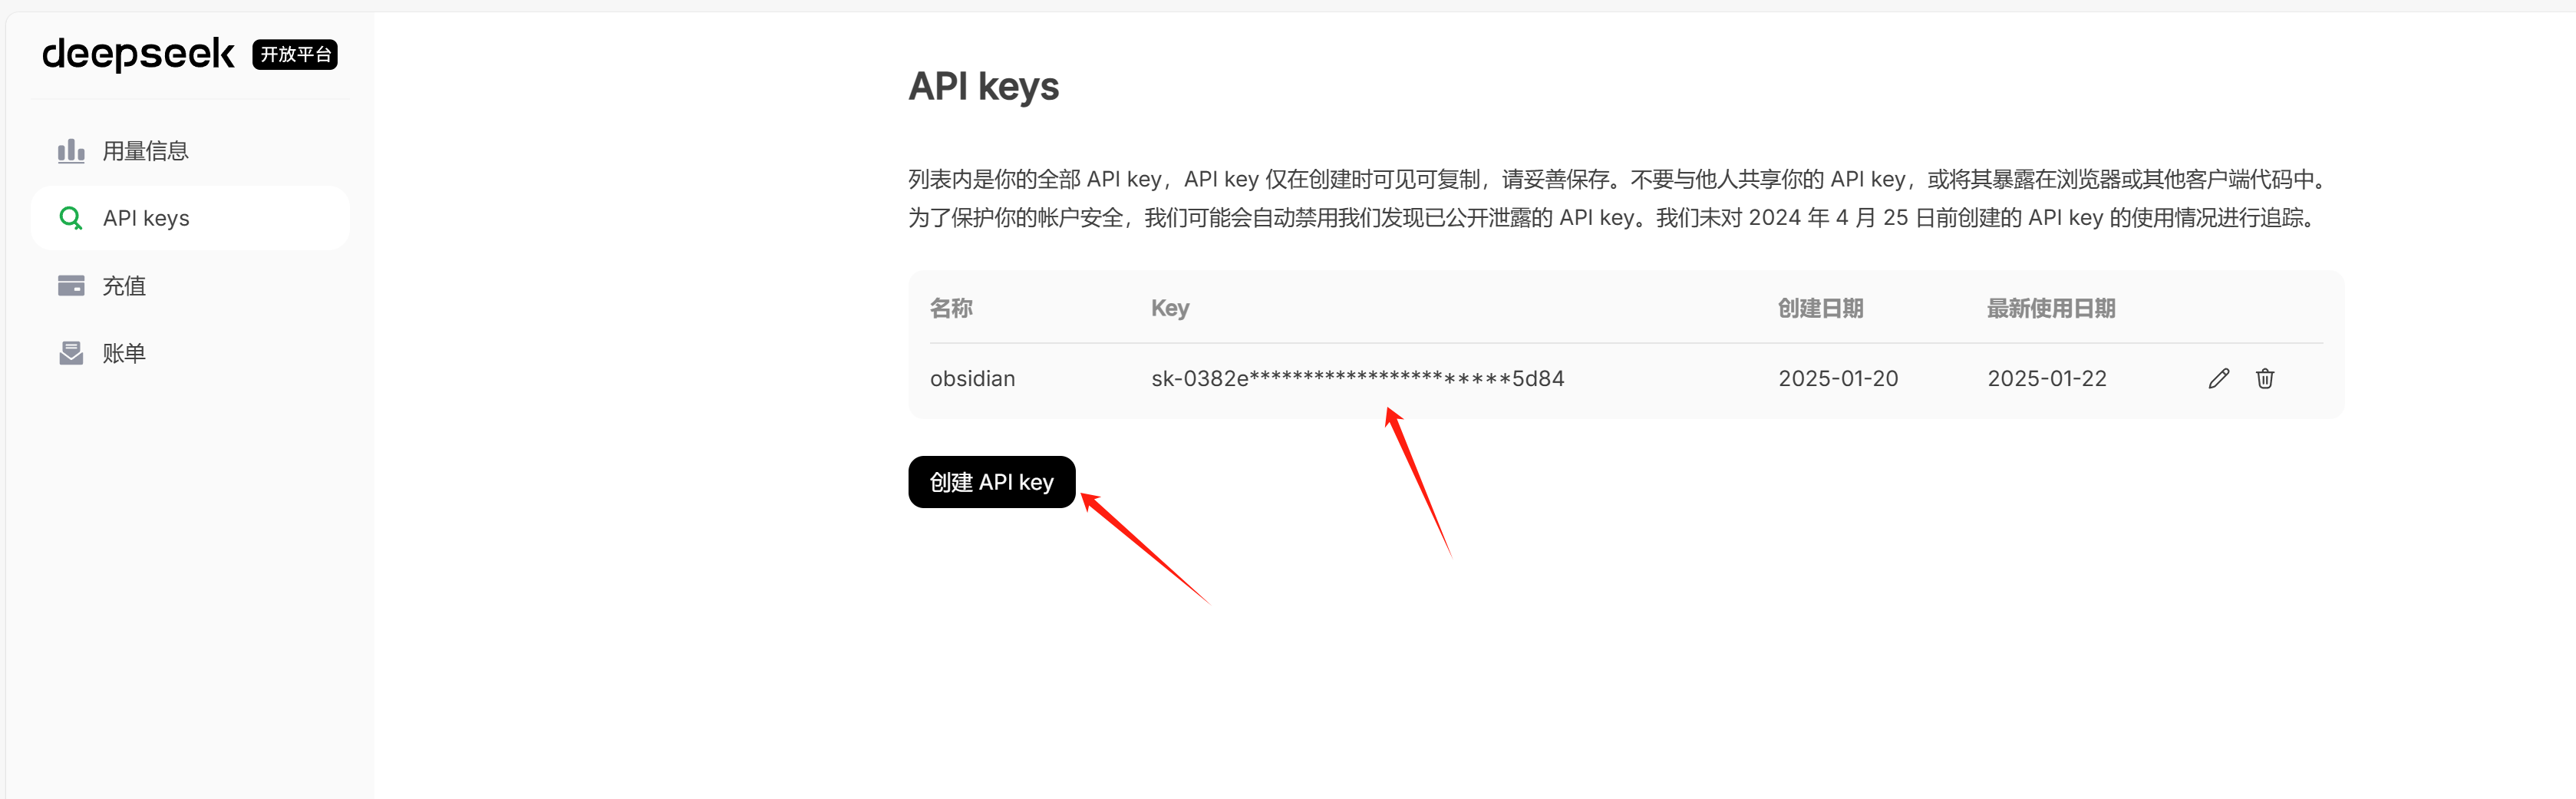 deepseek 开放平台
用量信息
API keys
充值
账单
API keys
列表内是你的全部 API key，API key 仅在创建时可见可复制，请妥善保存。不要与他人共享你的 API key，或将其暴露在浏览器或其他客户端代码中。
为了保护你的帐户安全，我们可能会自动禁用我们发现已公开泄露的 API key。我们未对 2024 年 4 月 25 日前创建的 API key 的使用情况进行追踪。
名称 Key 创建日期 最新使用日期
obsidian sk-0382e***********************5d84 2025-01-20 2025-01-22
创建 API key